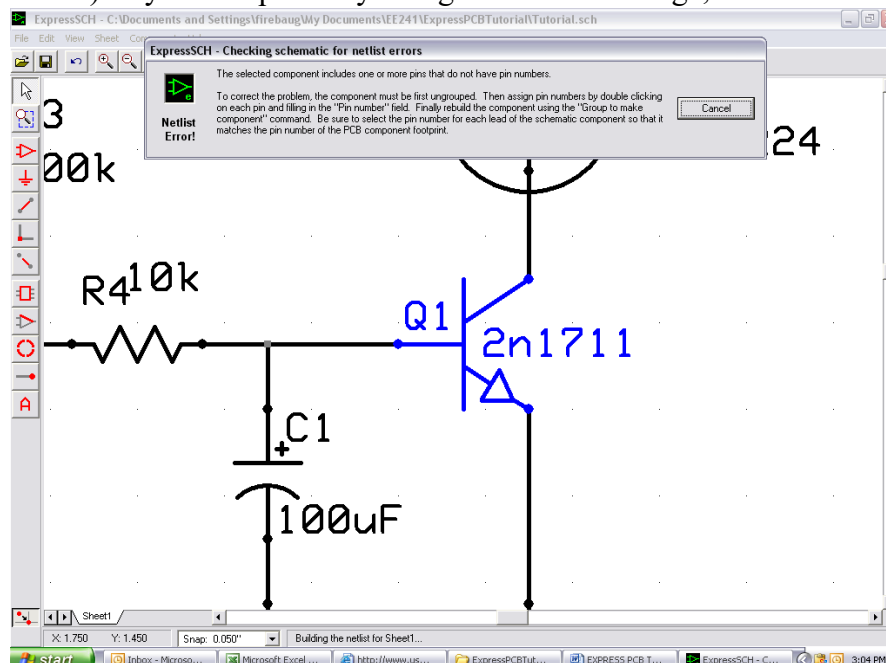 ExpressSCH - C:\Documents and Settings\firebaug\My Documents\EE241\ExpressPCBTutorial\Tutorial.sch
File Edit View Sheet
ExpressSCH - Checking schematic for netlist errors
The selected component includes one or more pins that do not have pin numbers.
To correct the problem, the component must be first ungrouped. Then assign pin numbers by double clicking
on each pin and filling in the "Pin number" field. Finally rebuild the component using the "Group to make
component" command. Be sure to select the pin number for each lead of the schematic component so that it
matches the pin number of the PCB component footprint.
Netlist
Error!
Cancel
3
00k
24
R4 10k
Q1
2n1711
C1
+
100uF
Sheet1
X: 1.750 Y: 1.450 Snap: 0.050" Building the netlist for Sheet1...
start Inbox - Microso... Microsoft Excel ... http://www.us... ExpressPCBTut... EXPRESS PCB T... ExpressSCH - C... 3:04 PM